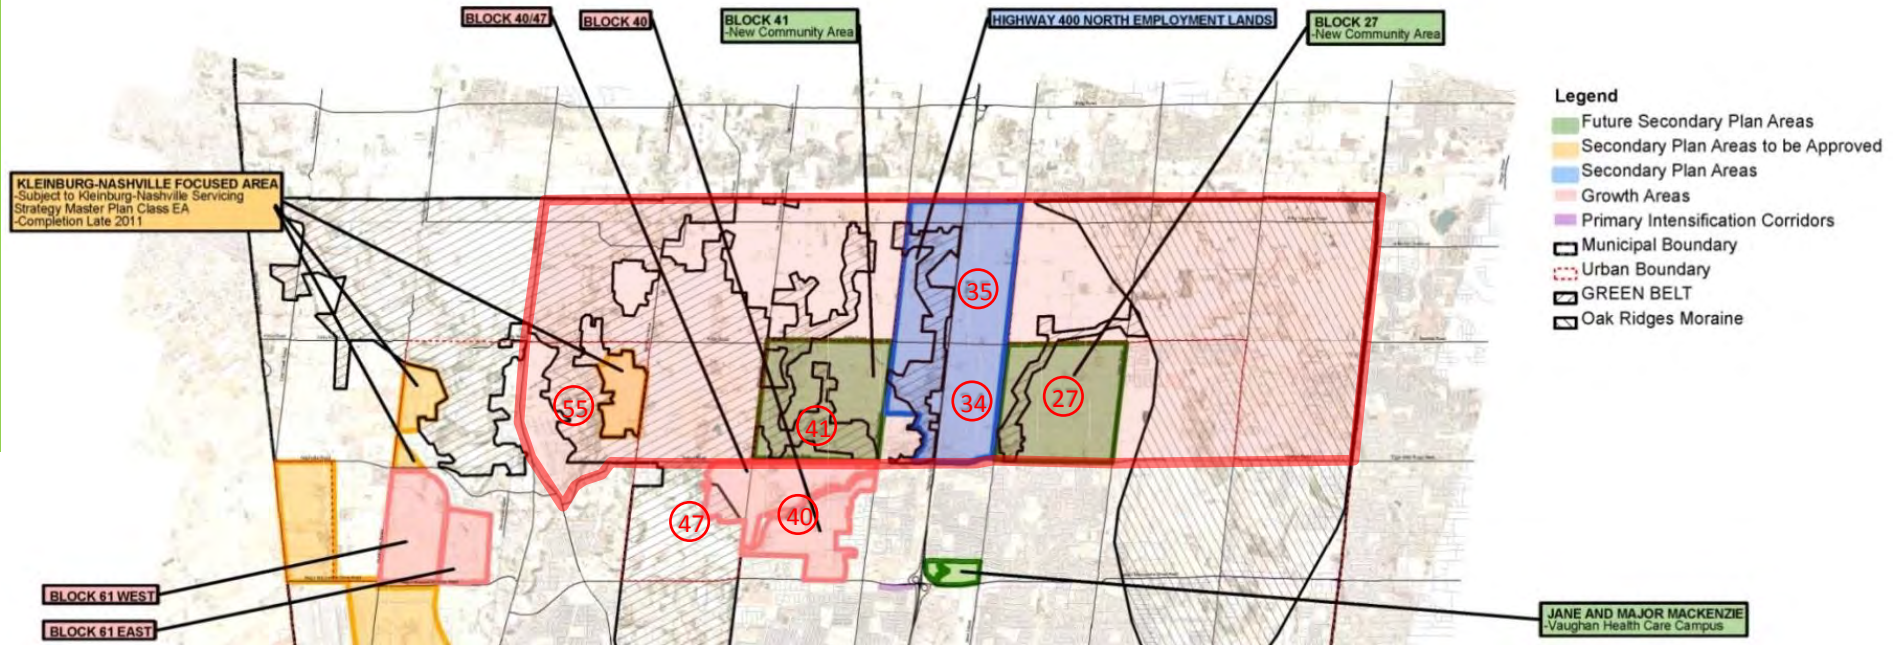 BLOCK 40/47
BLOCK 40
BLOCK 41
-New Community Area
HIGHWAY 400 NORTH EMPLOYMENT LANDS
BLOCK 27
-New Community Area
Legend
Future Secondary Plan Areas
Secondary Plan Areas to be Approved
Secondary Plan Areas
Growth Areas
Primary Intensification Corridors
Municipal Boundary
Urban Boundary
GREEN BELT
Oak Ridges Moraine
KLEINBURG-NASHVILLE FOCUSED AREA
-Subject to Kleinburg-Nashville Servicing
Strategy Master Plan Class EA
-Completion Late 2011
35
55
41
34
27
47
40
BLOCK 61 WEST
BLOCK 61 EAST
JANE AND MAJOR MACKENZIE
-Vaughan Health Care Campus